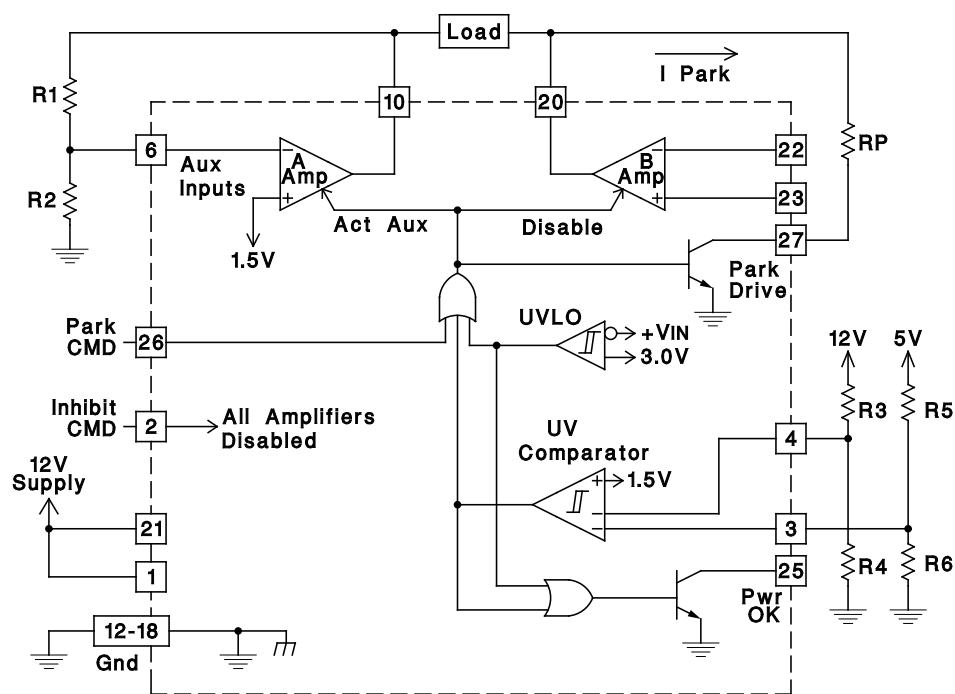 Load
I Park
R1
10
20
6
Aux
Inputs
A
Amp
B
Amp
22
RP
R2
23
Act Aux
Disable
27
1.5V
Park
Drive
Park
CMD
26
UVLO
+VIN
3.0V
12V
5V
Inhibit
CMD
2
All Amplifiers
Disabled
R3
R5
UV
Comparator
4
12V
Supply
1.5V
21
3
1
25
R4
R6
Pwr
OK
12-18
Gnd